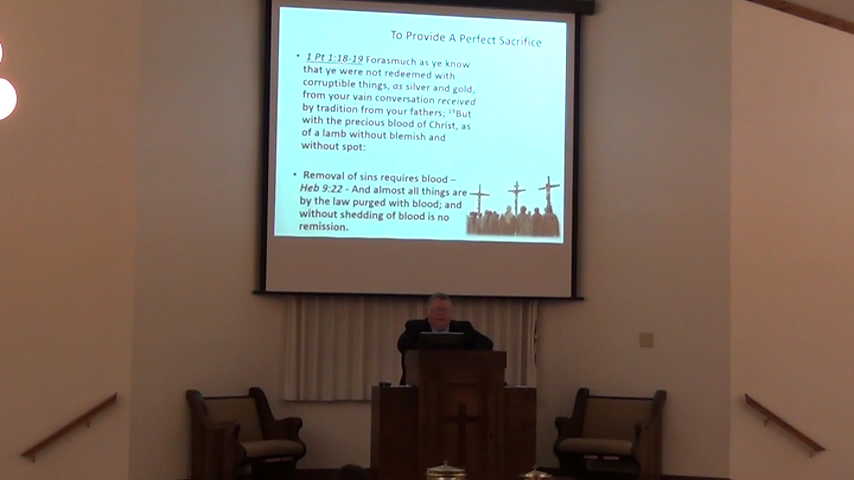 To Provide A Perfect Sacrifice
• 1 Pt 1:18-19 Forasmuch as ye know
that ye were not redeemed with
corruptible things, as silver and gold,
from your vain conversation received
by tradition from your fathers; 19But
with the precious blood of Christ, as
of a lamb without blemish and
without spot:
• Removal of sins requires blood –
Heb 9:22 - And almost all things are
by the law purged with blood; and
without shedding of blood is no
remission.